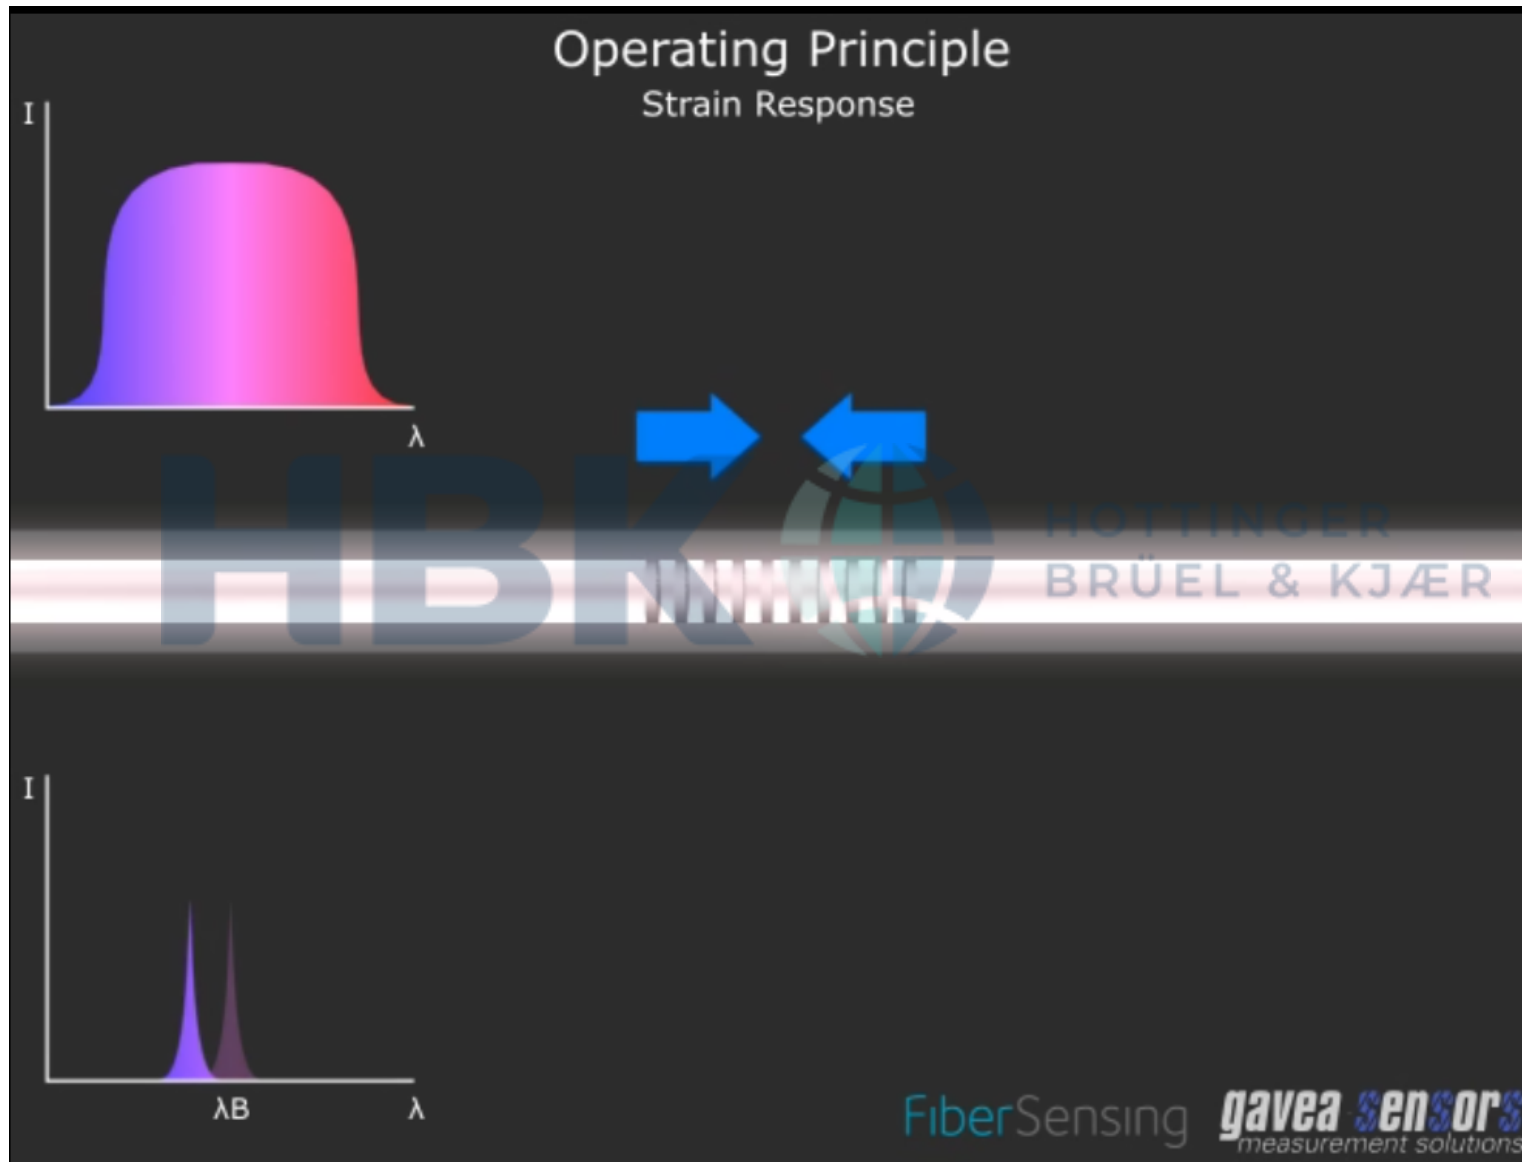 Operating Principle
Strain Response
I
λ
HBK
HOTTINGER
BRÜEL & KJÆR
I
λB
λ
FiberSensing
gavea sensors
measurement solutions